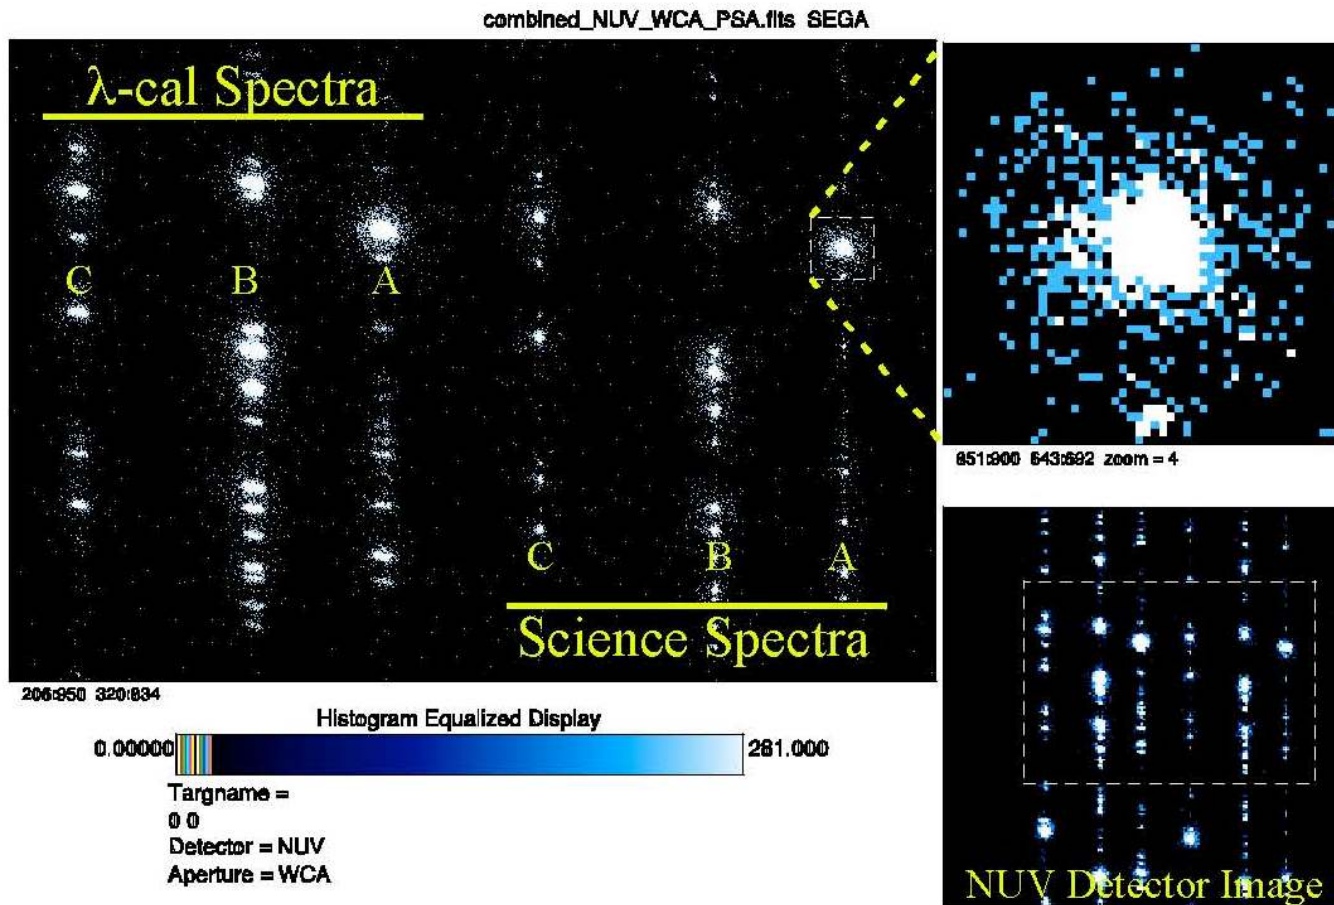 combined_NUV_WCA_PSA.fits SEGA
λ-cal Spectra
C B A
C B A
Science Spectra
206:950 320:834
851:900 643:692 zoom = 4
Histogram Equalized Display
0.00000 281.000
Targname =
0 0
Detector = NUV
Aperture = WCA
NUV Detector Image